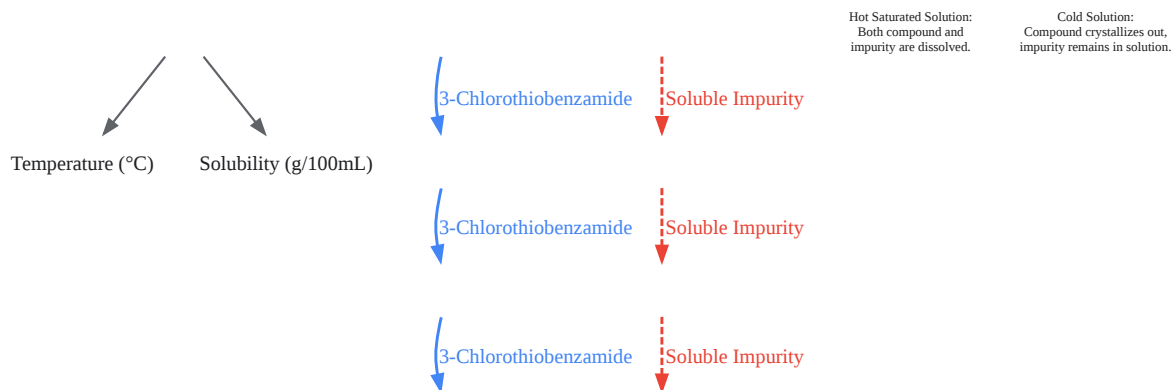 Hot Saturated Solution:
Both compound and
impurity are dissolved.
Cold Solution:
Compound crystallizes out,
impurity remains in solution.
3-Chlorothiobenzamide
Soluble Impurity
Temperature (°C)
Solubility (g/100mL)
3-Chlorothiobenzamide
Soluble Impurity
3-Chlorothiobenzamide
Soluble Impurity